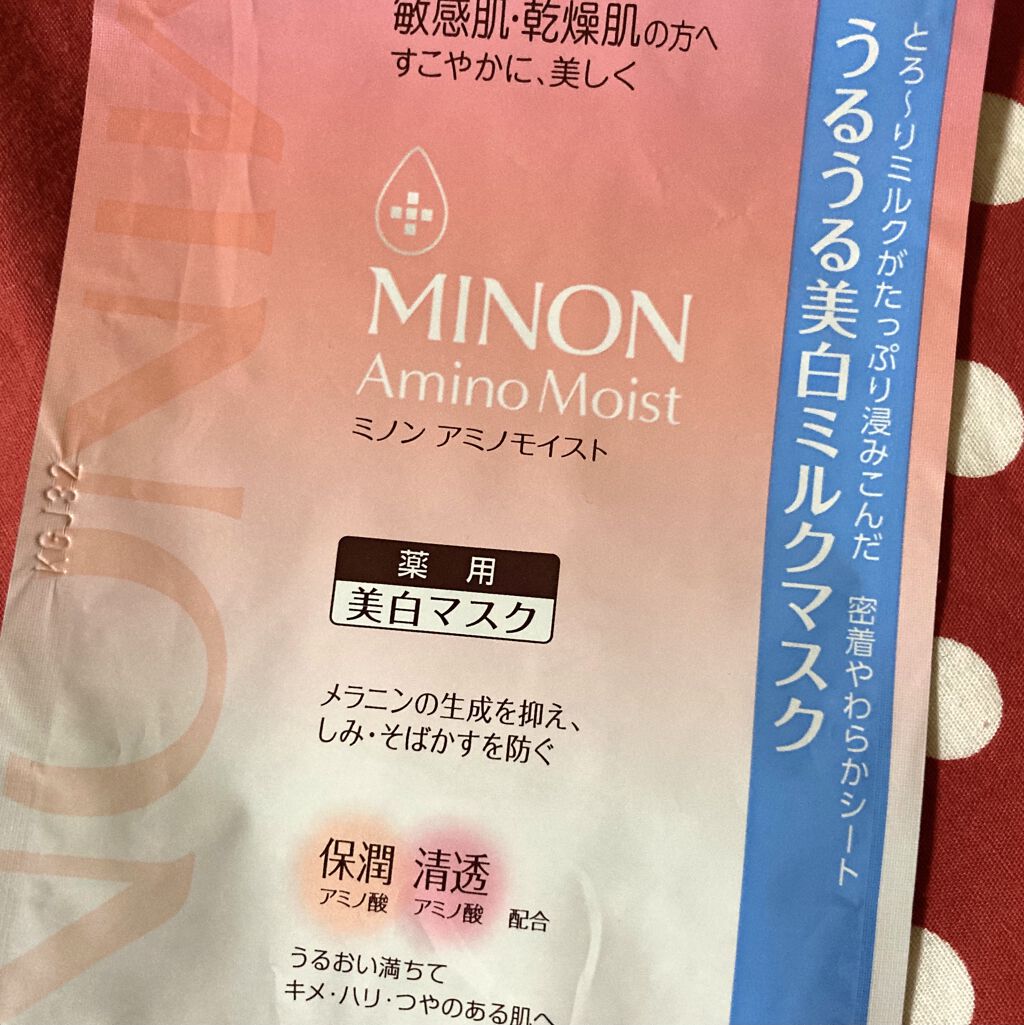 敏感肌・乾燥肌の方へ
すこやかに、美しく
MINON
Amino Moist
ミノン アミノモイスト
薬用
美白マスク
メラニンの生成を抑え、
しみ・そばかすを防ぐ
保潤 清透
アミノ酸 アミノ酸 配合
うるおい満ちて
キメ・ハリ・つやのある肌へ
とろ〜りミルクがたっぷり浸みこんだ 密着やわらかシート
うるうる美白ミルクマスク
KGJ32
MINON